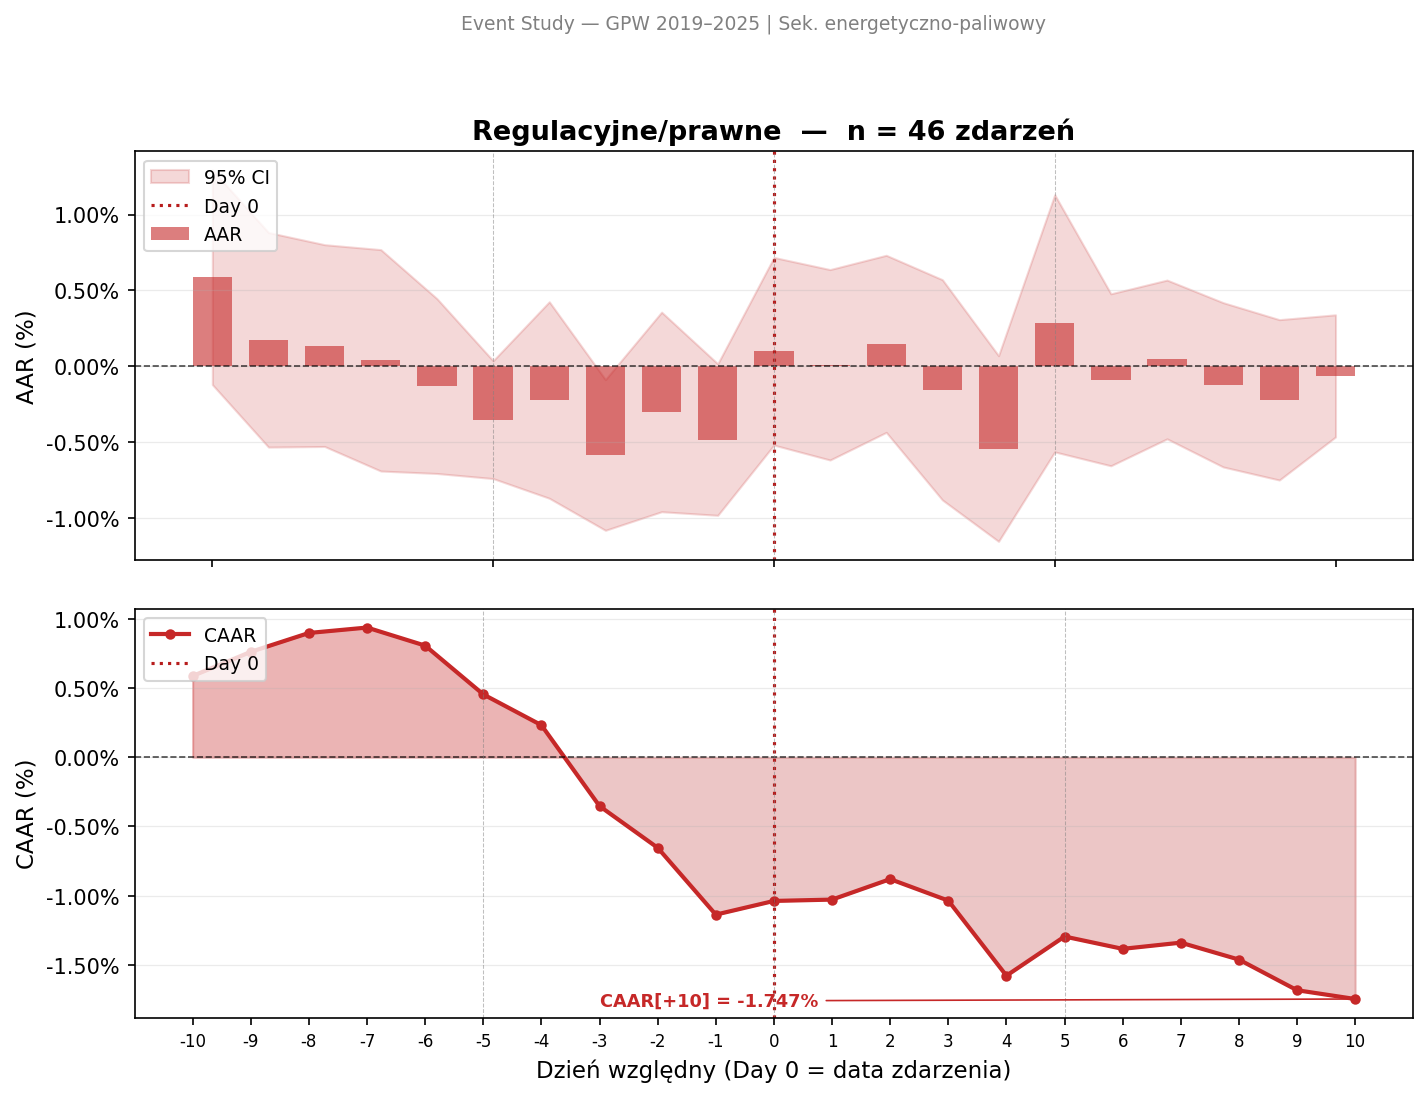 Event Study — GPW 2019–2025 | Sek. energetyczno-paliwowy
Regulacyjne/prawne — n = 46 zdarzeń
95% CI
Day 0
AAR
1.00%
0.50%
0.00%
-0.50%
-1.00%
AAR (%)
CAAR
Day 0
1.00%
0.50%
0.00%
-0.50%
-1.00%
-1.50%
CAAR (%)
CAAR[+10] = -1.747%
-10 -9 -8 -7 -6 -5 -4 -3 -2 -1 0 1 2 3 4 5 6 7 8 9 10
Dzień względny (Day 0 = data zdarzenia)